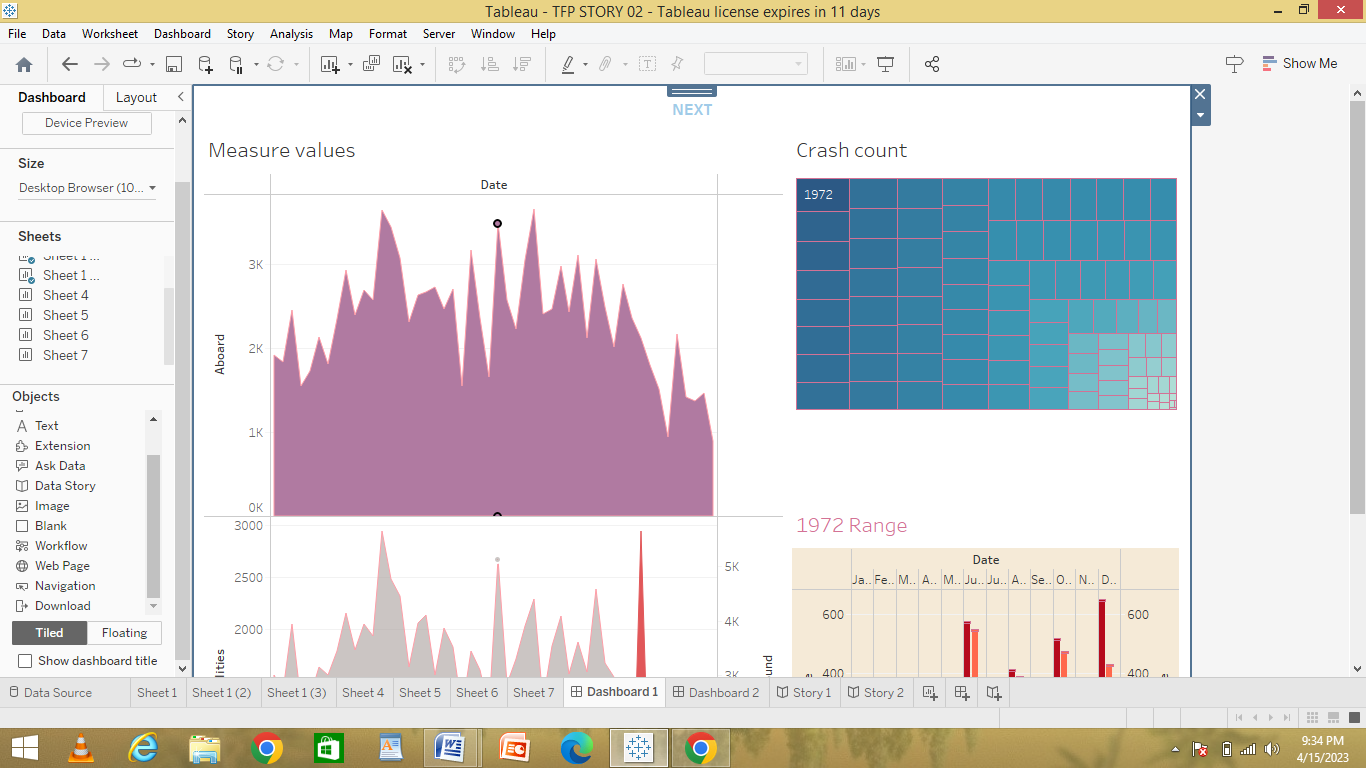 Tableau - TFP STORY 02 - Tableau license expires in 11 days
File Data Worksheet Dashboard Story Analysis Map Format Server Window Help
Show Me
Dashboard Layout
Device Preview
Size
Desktop Browser (10...
Sheets
Sheet 1 ...
Sheet 4
Sheet 5
Sheet 6
Sheet 7
Objects
Text
Extension
Ask Data
Data Story
Image
Blank
Workflow
Web Page
Navigation
Download
Tiled Floating
Show dashboard title
NEXT
Measure values
Date
Aboard
3K
2K
1K
0K
3000
2500
2000
5K
4K
3K
Crash count
1972
1972 Range
Date
Ja.. Fe.. M.. A.. M.. Ju.. Ju.. A.. Se.. O.. N.. D..
600 600
400 400
Data Source Sheet 1 Sheet 1 (2) Sheet 1 (3) Sheet 4 Sheet 5 Sheet 6 Sheet 7 Dashboard 1 Dashboard 2 Story 1 Story 2
9:34 PM
4/15/2023